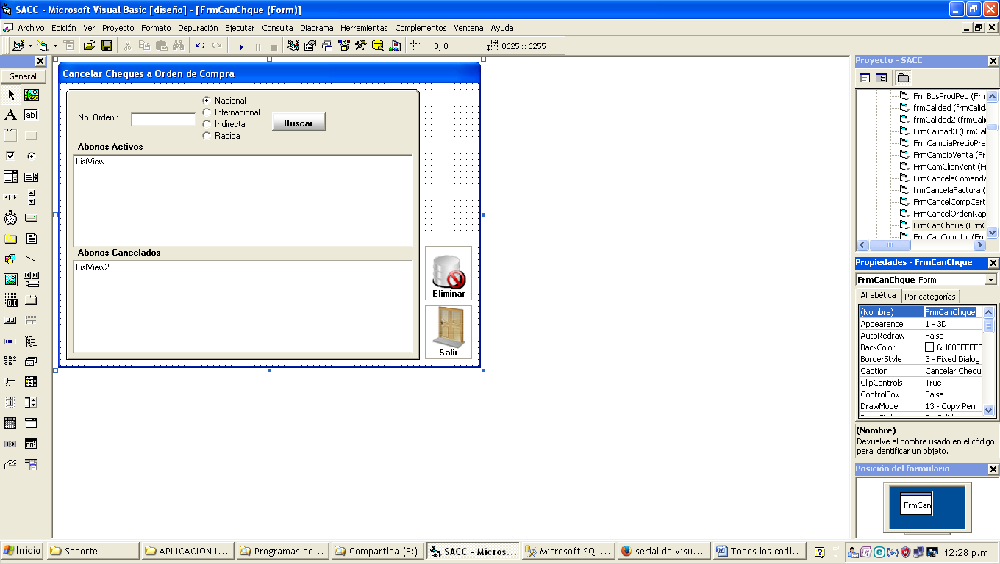 SACC - Microsoft Visual Basic [diseño] - [FrmCanChque (Form)]
Archivo Edición Ver Proyecto Formato Depuración Ejecutar Consulta Diagrama Herramientas Complementos Ventana Ayuda
0, 0 8625 x 6255
General
A ab|
xy
OLE
Cancelar Cheques a Orden de Compra
No. Orden :
Nacional
Internacional
Indirecta
Rapida
Buscar
Abonos Activos
ListView1
Abonos Cancelados
ListView2
Eliminar
Salir
Proyecto - SACC
FrmBusProdPed (Frm
frmCalidad (frmCalida
frmCalidad2 (frmCali
FrmCalidad3 (FrmCal
FrmCambiaPrecioPre
FrmCambioVenta (Fr
FrmCamClienVent (Fr
FrmCancelaComanda
frmCancelaFactura (
FrmCancelCompCart
FrmCancelOrdenRap
FrmCanChque (FrmC
FrmCanCompLic (Frm
Propiedades - FrmCanChque
FrmCanChque Form
Alfabética Por categorías
(Nombre) FrmCanChque
Appearance 1 - 3D
AutoRedraw False
BackColor &H00FFFFFF
BorderStyle 3 - Fixed Dialog
Caption Cancelar Cheque
ClipControls True
ControlBox False
DrawMode 13 - Copy Pen
(Nombre)
Devuelve el nombre usado en el código
para identificar un objeto.
Posición del formulario
FrmCan
Inicio Soporte APLICACION I... Programas de... Compartida (E:) SACC - Micros... Microsoft SQL... serial de visu... Todos los codi... 12:28 p.m.